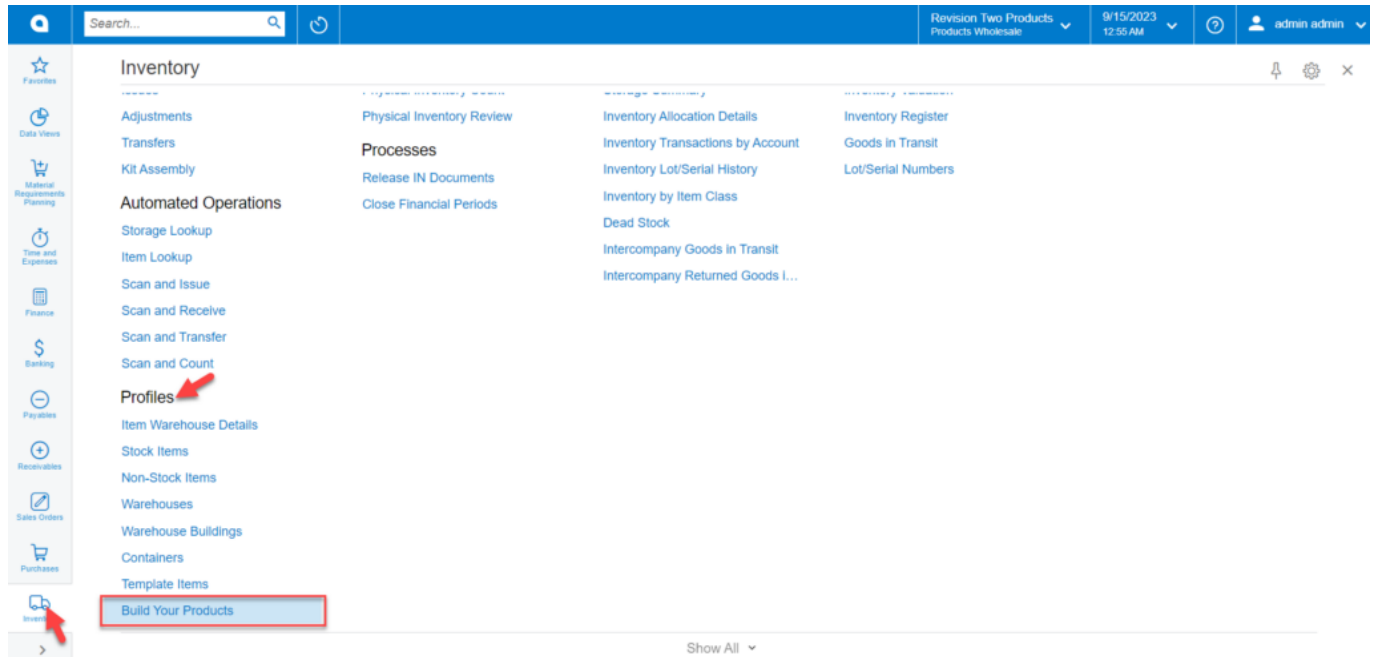 Search...
Revision Two Products
Products Wholesale
9/15/2023
12:55 AM
admin admin
Favorites
Data Views
Material
Requirements
Planning
Time and
Expenses
Finance
Banking
Payables
Receivables
Sales Orders
Purchases
Inventory
Adjustments
Transfers
Kit Assembly
Automated Operations
Storage Lookup
Item Lookup
Scan and Issue
Scan and Receive
Scan and Transfer
Scan and Count
Profiles
Item Warehouse Details
Stock Items
Non-Stock Items
Warehouses
Warehouse Buildings
Containers
Template Items
Build Your Products
Physical Inventory Review
Processes
Release IN Documents
Close Financial Periods
Inventory Allocation Details
Inventory Transactions by Account
Inventory Lot/Serial History
Inventory by Item Class
Dead Stock
Intercompany Goods in Transit
Intercompany Returned Goods i...
Inventory Register
Goods in Transit
Lot/Serial Numbers
Show All